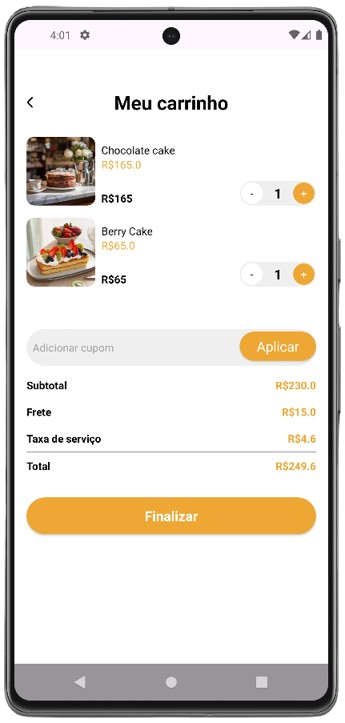 4:01
Meu carrinho
Chocolate cake
R$165.0
R$165
- 1 +
Berry Cake
R$65.0
R$65
- 1 +
Adicionar cupom Aplicar
Subtotal R$230.0
Frete R$15.0
Taxa de serviço R$4.6
Total R$249.6
Finalizar